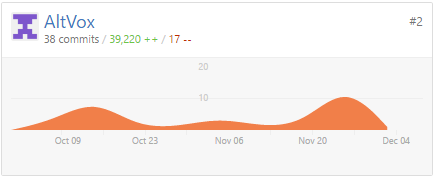 AltVox #2
38 commits / 39,220 ++ / 17 --
20
10
Oct 09 Oct 23 Nov 06 Nov 20 Dec 04